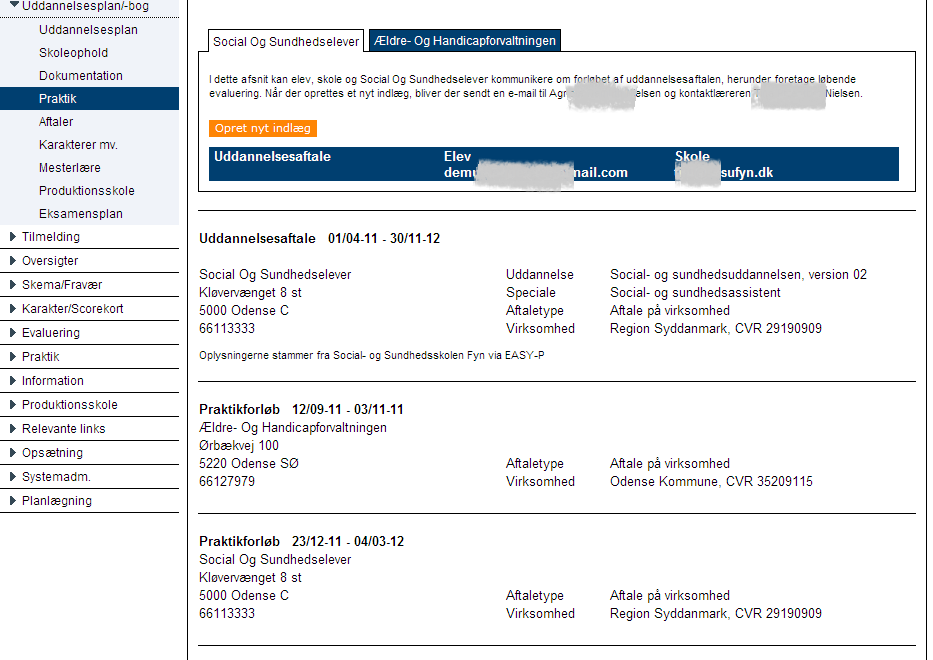 Uddannelsesplan/-bog
Uddannelsesplan
Skoleophold
Dokumentation
Praktik
Aftaler
Karakterer mv.
Mesterlære
Produktionsskole
Eksamensplan
Tilmelding
Oversigter
Skema/Fravær
Karakter/Scorekort
Evaluering
Praktik
Information
Produktionsskole
Relevante links
Opsætning
Systemadm.
Planlægning
Social Og Sundhedselever Ældre- Og Handicapforvaltningen
I dette afsnit kan elev, skole og Social Og Sundhedselever kommunikere om forløbet af uddannelsesaftalen, herunder foretage løbende
evaluering. Når der oprettes et nyt indlæg, bliver der sendt en e-mail til Agn elsen og kontaktlæreren Nielsen.
Opret nyt indlæg
Uddannelsesaftale Elev Skole
dem nail.com sufyn.dk
Uddannelsesaftale 01/04-11 - 30/11-12
Social Og Sundhedselever Uddannelse Social- og sundhedsuddannelsen, version 02
Kløvervænget 8 st Speciale Social- og sundhedsassistent
5000 Odense C Aftaletype Aftale på virksomhed
66113333 Virksomhed Region Syddanmark, CVR 29190909
Oplysningerne stammer fra Social- og Sundhedsskolen Fyn via EASY-P
Praktikforløb 12/09-11 - 03/11-11
Ældre- Og Handicapforvaltningen
Ørbækvej 100
5220 Odense SØ Aftaletype Aftale på virksomhed
66127979 Virksomhed Odense Kommune, CVR 35209115
Praktikforløb 23/12-11 - 04/03-12
Social Og Sundhedselever
Kløvervænget 8 st
5000 Odense C Aftaletype Aftale på virksomhed
66113333 Virksomhed Region Syddanmark, CVR 29190909